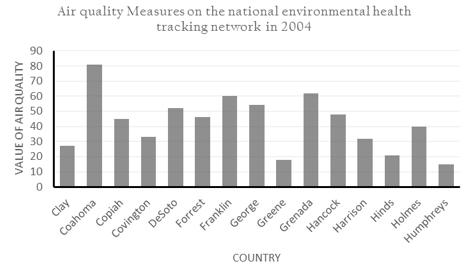 Air quality Measures on the national environmental health
tracking network in 2004
VALUE OF AIR QUALITY
90
80
70
60
50
40
30
20
10
0
Clay
Coahoma
Copiah
Covington
DeSoto
Forrest
Franklin
George
Greene
Grenada
Hancock
Harrison
Hinds
Holmes
Humphreys
COUNTRY